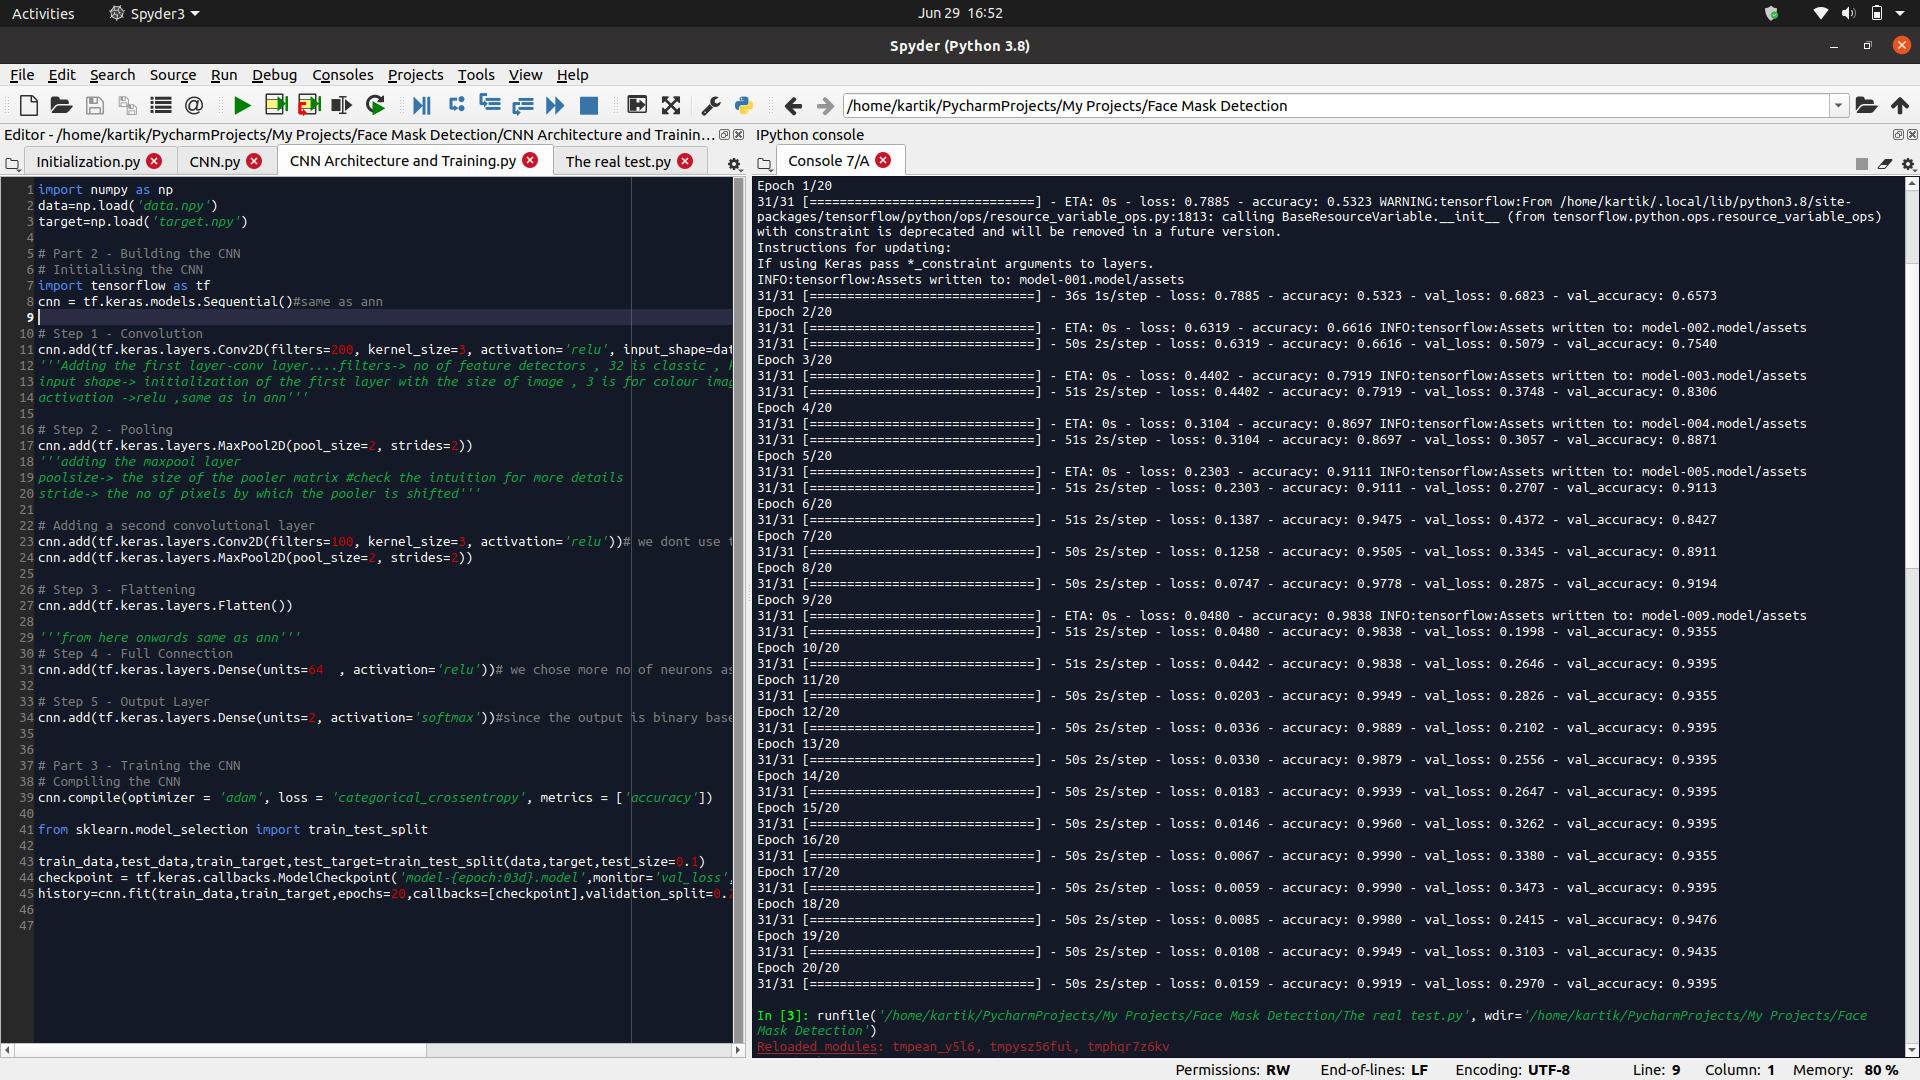 Activities
Spyder3
Jun 29 16:52
Spyder (Python 3.8)
File Edit Search Source Run Debug Consoles Projects Tools View Help
/home/kartik/PycharmProjects/My Projects/Face Mask Detection
Editor - /home/kartik/PycharmProjects/My Projects/Face Mask Detection/CNN Architecture and Trainin...
Initialization.py CNN.py CNN Architecture and Training.py The real test.py
1 import numpy as np
2 data=np.load('data.npy')
3 target=np.load('target.npy')
4
5 # Part 2 - Building the CNN
6 # Initialising the CNN
7 import tensorflow as tf
8 cnn = tf.keras.models.Sequential()#same as ann
9
10 # Step 1 - Convolution
11 cnn.add(tf.keras.layers.Conv2D(filters=200, kernel_size=3, activation='relu', input_shape=dat
12 '''Adding the first layer-conv layer....filters-> no of feature detectors , 32 is classic ,
13 input shape-> initialization of the first layer with the size of image , 3 is for colour imag
14 activation ->relu ,same as in ann'''
15
16 # Step 2 - Pooling
17 cnn.add(tf.keras.layers.MaxPool2D(pool_size=2, strides=2))
18 '''adding the maxpool layer
19 poolsize-> the size of the pooler matrix #check the intuition for more details
20 stride-> the no of pixels by which the pooler is shifted'''
21
22 # Adding a second convolutional layer
23 cnn.add(tf.keras.layers.Conv2D(filters=100, kernel_size=3, activation='relu'))# we dont use t
24 cnn.add(tf.keras.layers.MaxPool2D(pool_size=2, strides=2))
25
26 # Step 3 - Flattening
27 cnn.add(tf.keras.layers.Flatten())
28
29 '''from here onwards same as ann'''
30 # Step 4 - Full Connection
31 cnn.add(tf.keras.layers.Dense(units=64  , activation='relu'))# we chose more no of neurons as
32
33 # Step 5 - Output Layer
34 cnn.add(tf.keras.layers.Dense(units=2, activation='softmax'))#since the output is binary base
35
36
37 # Part 3 - Training the CNN
38 # Compiling the CNN
39 cnn.compile(optimizer = 'adam', loss = 'categorical_crossentropy', metrics = ['accuracy'])
40
41 from sklearn.model_selection import train_test_split
42
43 train_data,test_data,train_target,test_target=train_test_split(data,target,test_size=0.1)
44 checkpoint = tf.keras.callbacks.ModelCheckpoint('model-{epoch:03d}.model',monitor='val_loss',
45 history=cnn.fit(train_data,train_target,epochs=20,callbacks=[checkpoint],validation_split=0.
46
47
IPython console
Console 7/A
Epoch 1/20
31/31 [==============================] - ETA: 0s - loss: 0.7885 - accuracy: 0.5323 WARNING:tensorflow:From /home/kartik/.local/lib/python3.8/site-
packages/tensorflow/python/ops/resource_variable_ops.py:1813: calling BaseResourceVariable.__init__ (from tensorflow.python.ops.resource_variable_ops)
with constraint is deprecated and will be removed in a future version.
Instructions for updating:
If using Keras pass *_constraint arguments to layers.
INFO:tensorflow:Assets written to: model-001.model/assets
31/31 [==============================] - 36s 1s/step - loss: 0.7885 - accuracy: 0.5323 - val_loss: 0.6823 - val_accuracy: 0.6573
Epoch 2/20
31/31 [==============================] - ETA: 0s - loss: 0.6319 - accuracy: 0.6616 INFO:tensorflow:Assets written to: model-002.model/assets
31/31 [==============================] - 50s 2s/step - loss: 0.6319 - accuracy: 0.6616 - val_loss: 0.5079 - val_accuracy: 0.7540
Epoch 3/20
31/31 [==============================] - ETA: 0s - loss: 0.4402 - accuracy: 0.7919 INFO:tensorflow:Assets written to: model-003.model/assets
31/31 [==============================] - 51s 2s/step - loss: 0.4402 - accuracy: 0.7919 - val_loss: 0.3748 - val_accuracy: 0.8306
Epoch 4/20
31/31 [==============================] - ETA: 0s - loss: 0.3104 - accuracy: 0.8697 INFO:tensorflow:Assets written to: model-004.model/assets
31/31 [==============================] - 51s 2s/step - loss: 0.3104 - accuracy: 0.8697 - val_loss: 0.3057 - val_accuracy: 0.8871
Epoch 5/20
31/31 [==============================] - ETA: 0s - loss: 0.2303 - accuracy: 0.9111 INFO:tensorflow:Assets written to: model-005.model/assets
31/31 [==============================] - 51s 2s/step - loss: 0.2303 - accuracy: 0.9111 - val_loss: 0.2707 - val_accuracy: 0.9113
Epoch 6/20
31/31 [==============================] - 51s 2s/step - loss: 0.1387 - accuracy: 0.9475 - val_loss: 0.4372 - val_accuracy: 0.8427
Epoch 7/20
31/31 [==============================] - 50s 2s/step - loss: 0.1258 - accuracy: 0.9505 - val_loss: 0.3345 - val_accuracy: 0.8911
Epoch 8/20
31/31 [==============================] - 50s 2s/step - loss: 0.0747 - accuracy: 0.9778 - val_loss: 0.2875 - val_accuracy: 0.9194
Epoch 9/20
31/31 [==============================] - ETA: 0s - loss: 0.0480 - accuracy: 0.9838 INFO:tensorflow:Assets written to: model-009.model/assets
31/31 [==============================] - 51s 2s/step - loss: 0.0480 - accuracy: 0.9838 - val_loss: 0.1998 - val_accuracy: 0.9355
Epoch 10/20
31/31 [==============================] - 51s 2s/step - loss: 0.0442 - accuracy: 0.9838 - val_loss: 0.2646 - val_accuracy: 0.9395
Epoch 11/20
31/31 [==============================] - 50s 2s/step - loss: 0.0203 - accuracy: 0.9949 - val_loss: 0.2826 - val_accuracy: 0.9355
Epoch 12/20
31/31 [==============================] - 50s 2s/step - loss: 0.0336 - accuracy: 0.9889 - val_loss: 0.2102 - val_accuracy: 0.9395
Epoch 13/20
31/31 [==============================] - 50s 2s/step - loss: 0.0330 - accuracy: 0.9879 - val_loss: 0.2556 - val_accuracy: 0.9395
Epoch 14/20
31/31 [==============================] - 50s 2s/step - loss: 0.0183 - accuracy: 0.9939 - val_loss: 0.2647 - val_accuracy: 0.9395
Epoch 15/20
31/31 [==============================] - 50s 2s/step - loss: 0.0146 - accuracy: 0.9960 - val_loss: 0.3262 - val_accuracy: 0.9395
Epoch 16/20
31/31 [==============================] - 50s 2s/step - loss: 0.0067 - accuracy: 0.9990 - val_loss: 0.3380 - val_accuracy: 0.9355
Epoch 17/20
31/31 [==============================] - 50s 2s/step - loss: 0.0059 - accuracy: 0.9990 - val_loss: 0.3473 - val_accuracy: 0.9395
Epoch 18/20
31/31 [==============================] - 50s 2s/step - loss: 0.0085 - accuracy: 0.9980 - val_loss: 0.2415 - val_accuracy: 0.9476
Epoch 19/20
31/31 [==============================] - 50s 2s/step - loss: 0.0108 - accuracy: 0.9949 - val_loss: 0.3103 - val_accuracy: 0.9435
Epoch 20/20
31/31 [==============================] - 50s 2s/step - loss: 0.0159 - accuracy: 0.9919 - val_loss: 0.2970 - val_accuracy: 0.9395
In [3]: runfile('/home/kartik/PycharmProjects/My Projects/Face Mask Detection/The real test.py', wdir='/home/kartik/PycharmProjects/My Projects/Face
Mask Detection')
Reloaded modules: tmpean_y5l6, tmpysz56fui, tmphqr7z6kv
Permissions: RW End-of-lines: LF Encoding: UTF-8 Line: 9 Column: 1 Memory: 80 %